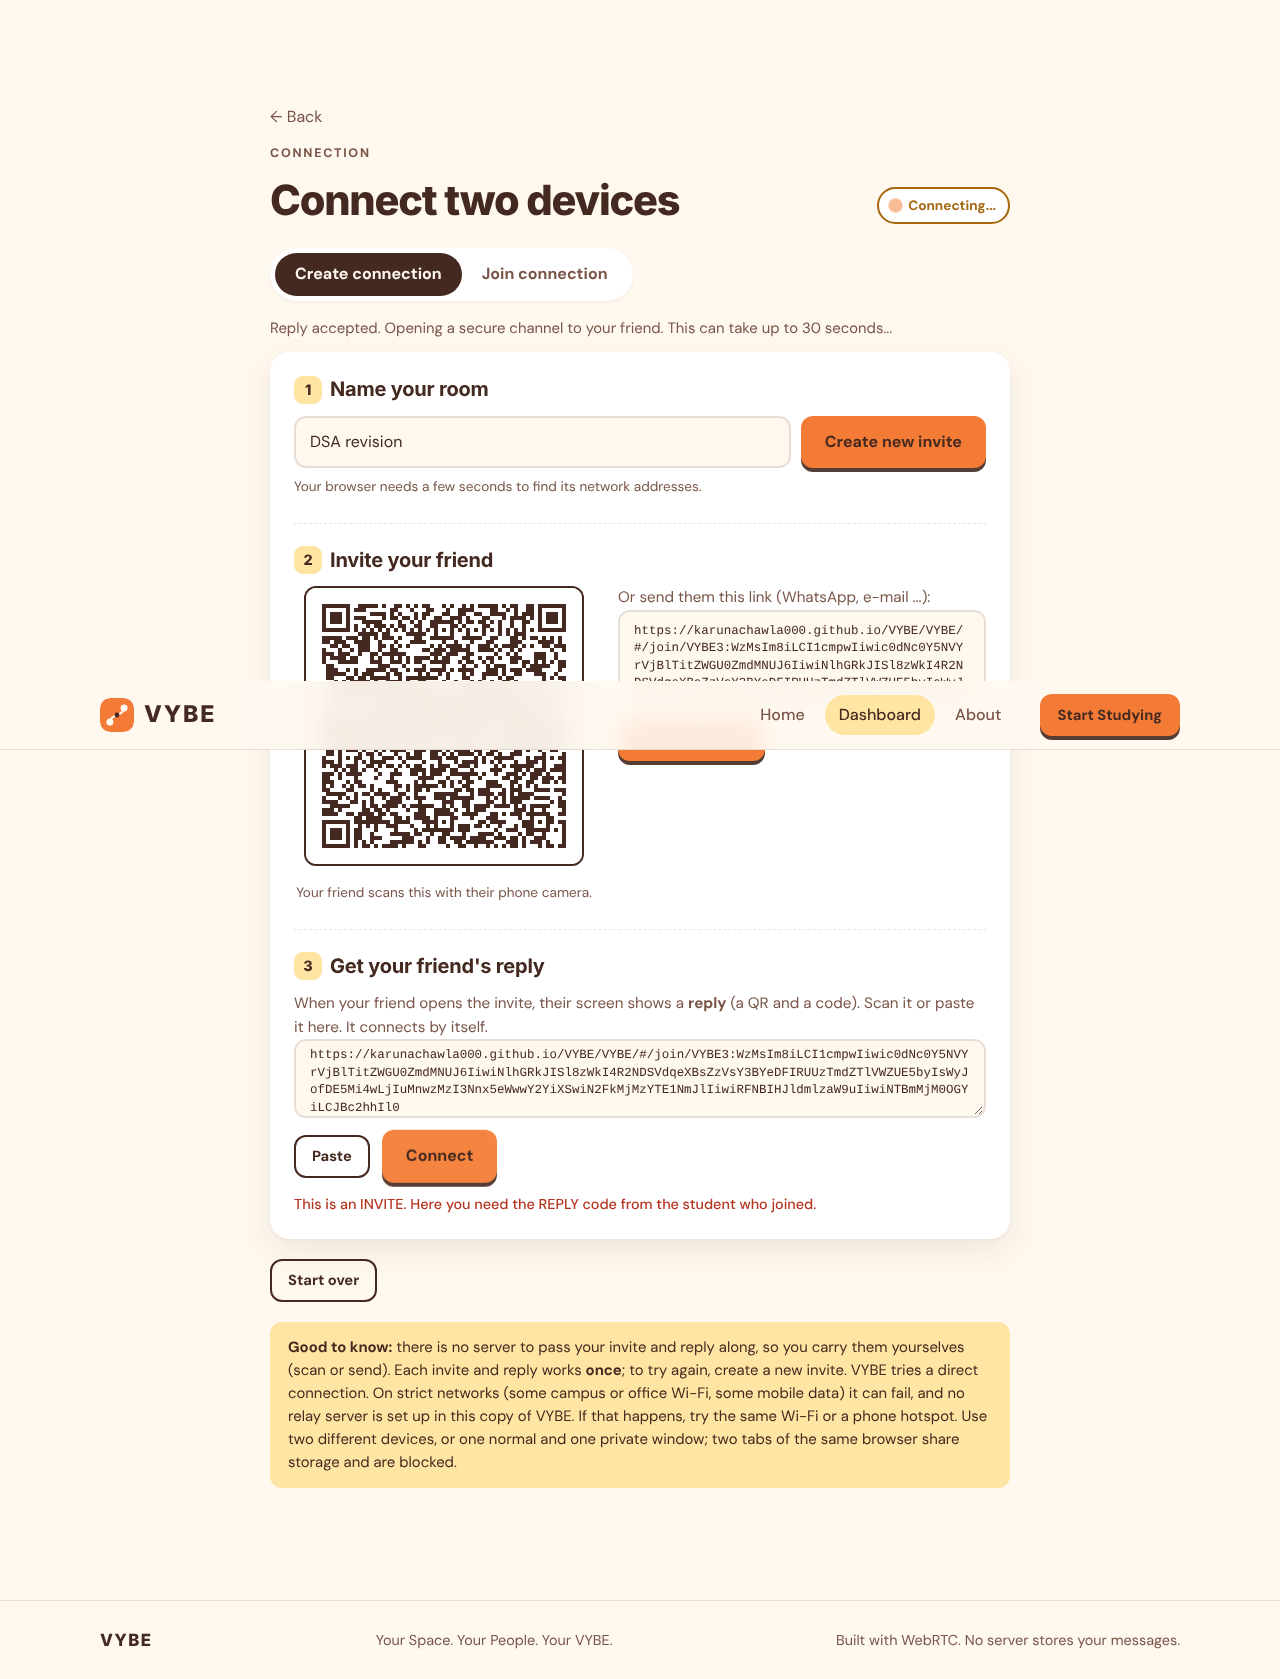 ← Back
CONNECTION
Connect two devices
Connecting...
Create connection
Join connection
Reply accepted. Opening a secure channel to your friend. This can take up to 30 seconds...
1 Name your room
DSA revision
Create new invite
Your browser needs a few seconds to find its network addresses.
2 Invite your friend
Or send them this link (WhatsApp, e-mail ...):
https://karunachawla000.github.io/VYBE/VYBE/
#/join/VYBE3:WzMsIm8iLCI1cmpwIiwic0dNc0Y5NVY
rVjBlTitZWGU0ZmdMNUJ6IiwiNlhGRkJISl8zWkI4R2N
VYBE
Home
Dashboard
About
Start Studying
Your friend scans this with their phone camera.
3 Get your friend's reply
When your friend opens the invite, their screen shows a reply (a QR and a code). Scan it or paste
it here. It connects by itself.
https://karunachawla000.github.io/VYBE/VYBE/#/join/VYBE3:WzMsIm8iLCI1cmpwIiwic0dNc0Y5NVY
rVjBlTitZWGU0ZmdMNUJ6IiwiNlhGRkJISl8zWkI4R2NDSVdqeXBsZzVsY3BYeDFIRUUzTmdZTlVWZUE5byIsWyJ
ofDE5Mi4wLjIuMnwzMzI3Nnx5eWwwY2YiXSwiN2FkMjMzYTE1NmJlIiwiRFNBIHJldmlzaW9uIiwiNTBmMjM0OGY
iLCJBc2hhIl0
Paste
Connect
This is an INVITE. Here you need the REPLY code from the student who joined.
Start over
Good to know: there is no server to pass your invite and reply along, so you carry them yourselves
(scan or send). Each invite and reply works once; to try again, create a new invite. VYBE tries a direct
connection. On strict networks (some campus or office Wi-Fi, some mobile data) it can fail, and no
relay server is set up in this copy of VYBE. If that happens, try the same Wi-Fi or a phone hotspot. Use
two different devices, or one normal and one private window; two tabs of the same browser share
storage and are blocked.
VYBE
Your Space. Your People. Your VYBE.
Built with WebRTC. No server stores your messages.